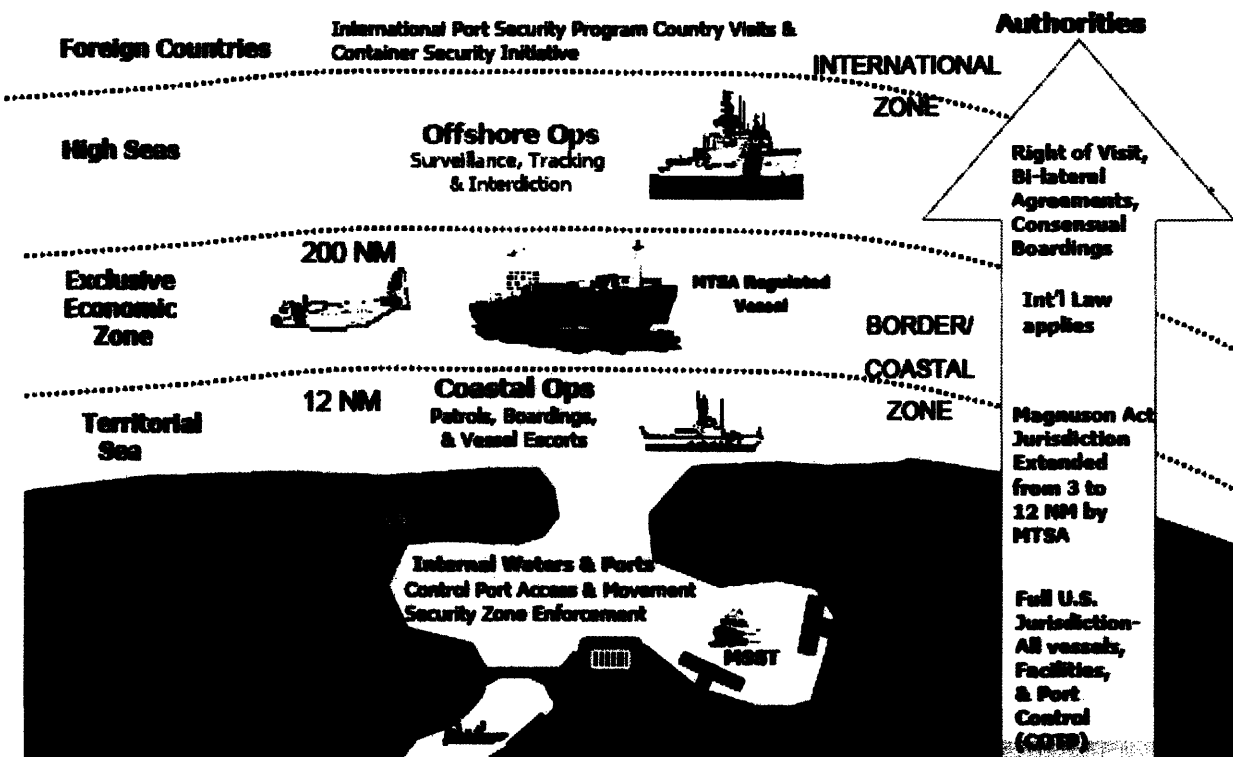 Foreign Countries
International Port Security Program Country Visits &
Container Security Initiative
Authorities
INTERNATIONAL
ZONE
High Seas
Offshore Ops
Surveillance, Tracking
& Interdiction
Right of Visit,
Bi-lateral
Agreements,
Consensual
Boardings
200 NM
Exclusive
Economic
Zone
MTSA Regulated
Vessel
Int'l Law
applies
BORDER/
COASTAL
ZONE
12 NM
Coastal Ops
Patrols, Boardings,
& Vessel Escorts
Territorial
Sea
Magnuson Act
Jurisdiction
Extended
from 3 to
12 NM by
MTSA
Internal Waters & Ports
Control Port Access & Movement
Security Zone Enforcement
MSST
Full U.S.
Jurisdiction-
All vessels,
Facilities,
& Port
Control
(COTP)